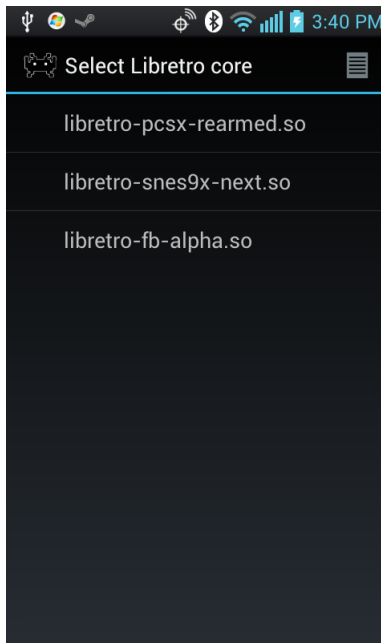 3:40 PM
Select Libretro core
libretro-pcsx-rearmed.so
libretro-snes9x-next.so
libretro-fb-alpha.so